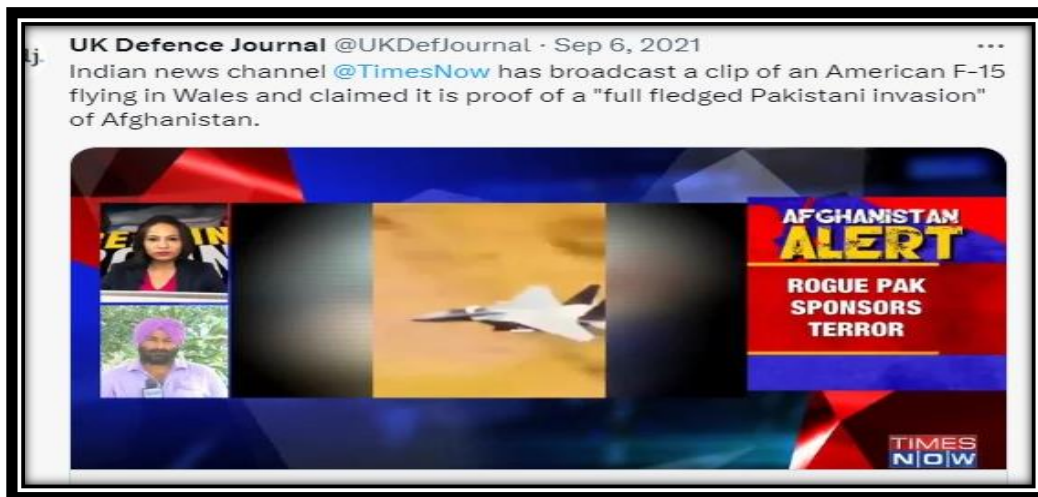 lj.
UK Defence Journal @UKDefJournal · Sep 6, 2021
Indian news channel @TimesNow has broadcast a clip of an American F-15
flying in Wales and claimed it is proof of a "full fledged Pakistani invasion"
of Afghanistan.
AFGHANISTAN
ALERT
ROGUE PAK
SPONSORS
TERROR
TIMES
NOW